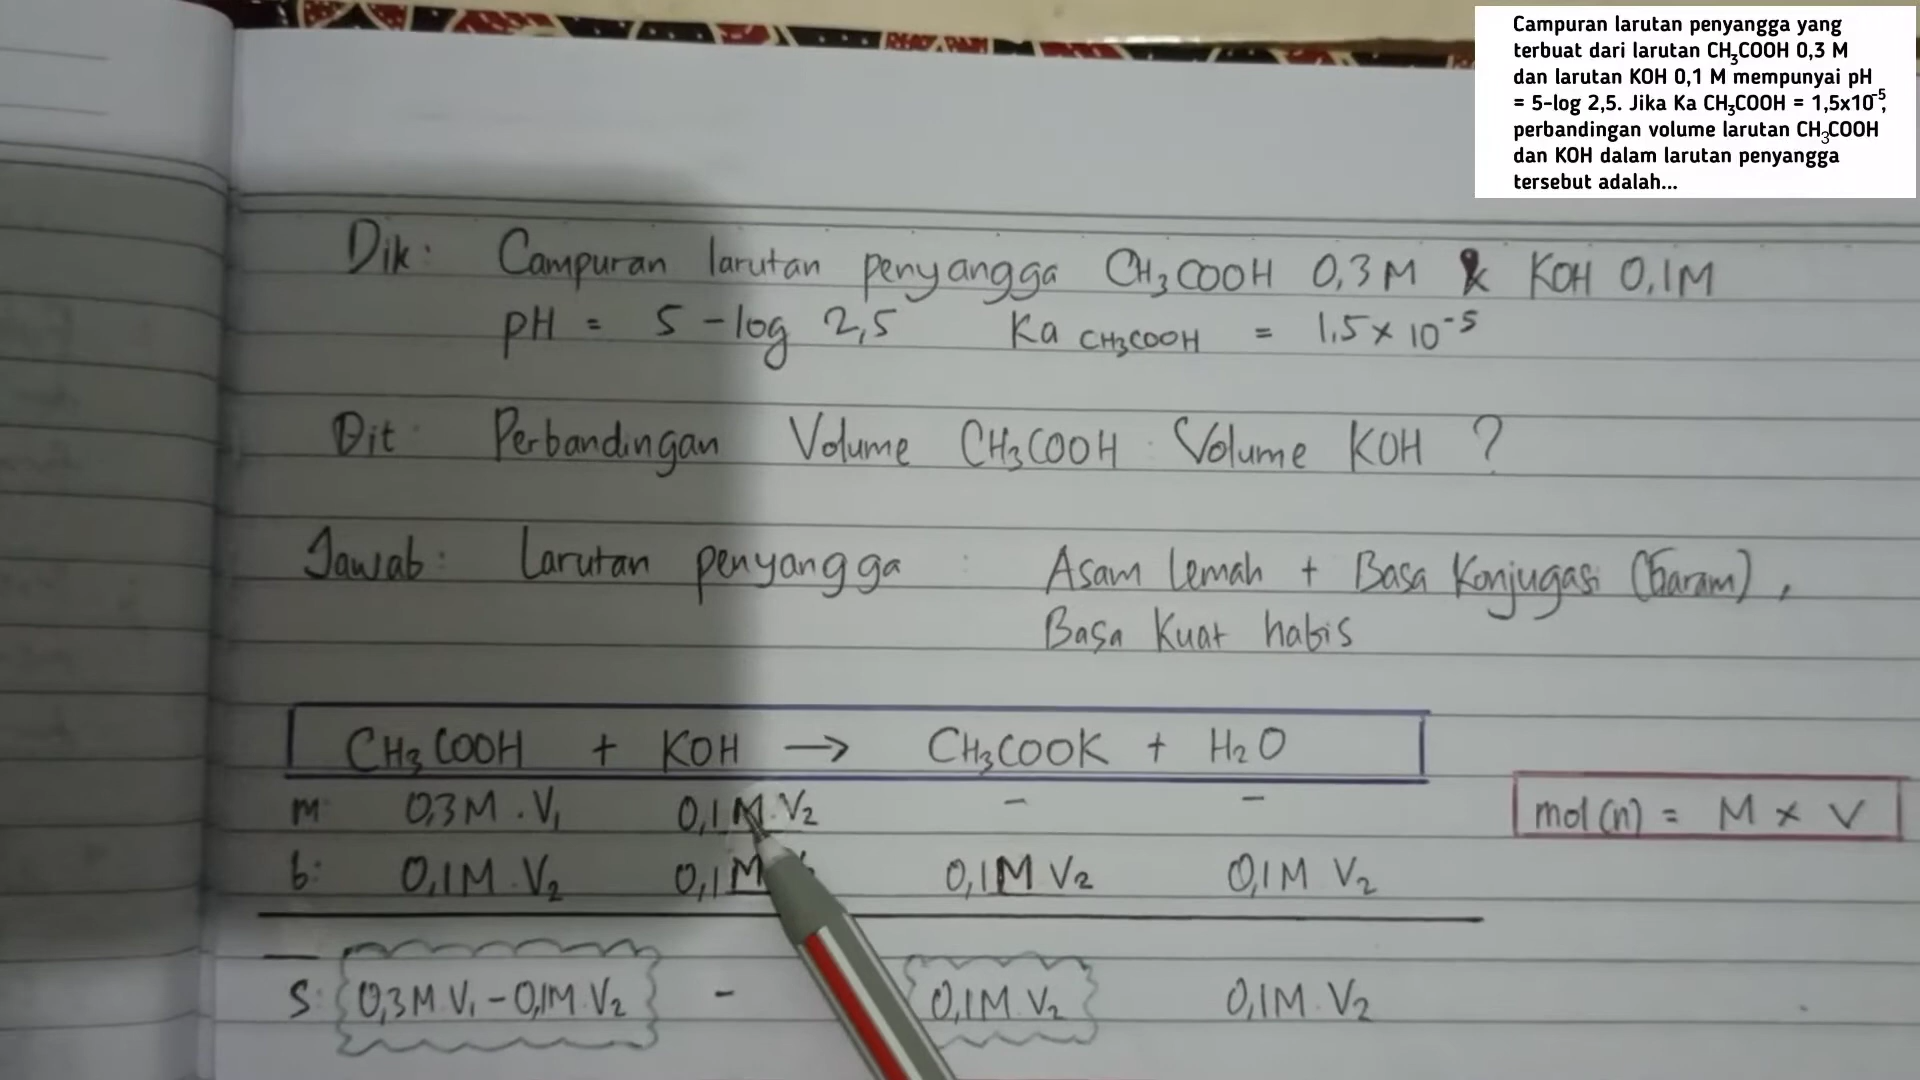 Campuran larutan penyangga yang
terbuat dari larutan CH₃COOH 0,3 M
dan larutan KOH 0,1 M mempunyai pH
= 5-log 2,5. Jika Ka CH₃COOH = 1,5x10⁻⁵,
perbandingan volume larutan CH₃COOH
dan KOH dalam larutan penyangga
tersebut adalah...
Dik: Campuran larutan penyangga CH₃COOH 0,3 M & KOH 0,1M
pH = 5 - log 2,5 Ka CH₃COOH = 1,5 x 10⁻⁵
Dit: Perbandingan Volume CH₃COOH : Volume KOH ?
Jawab: Larutan penyangga : Asam lemah + Basa Konjugasi (Garam),
Basa Kuat habis
CH₃COOH + KOH → CH₃COOK + H₂O
m: 0,3M . V₁ 0,1M . V₂ - -
b: 0,1M . V₂ 0,1M 0,1M V₂ 0,1M V₂
mol (n) = M x V
S: 0,3M.V₁ - 0,1M.V₂ - 0,1M.V₂ 0,1M.V₂